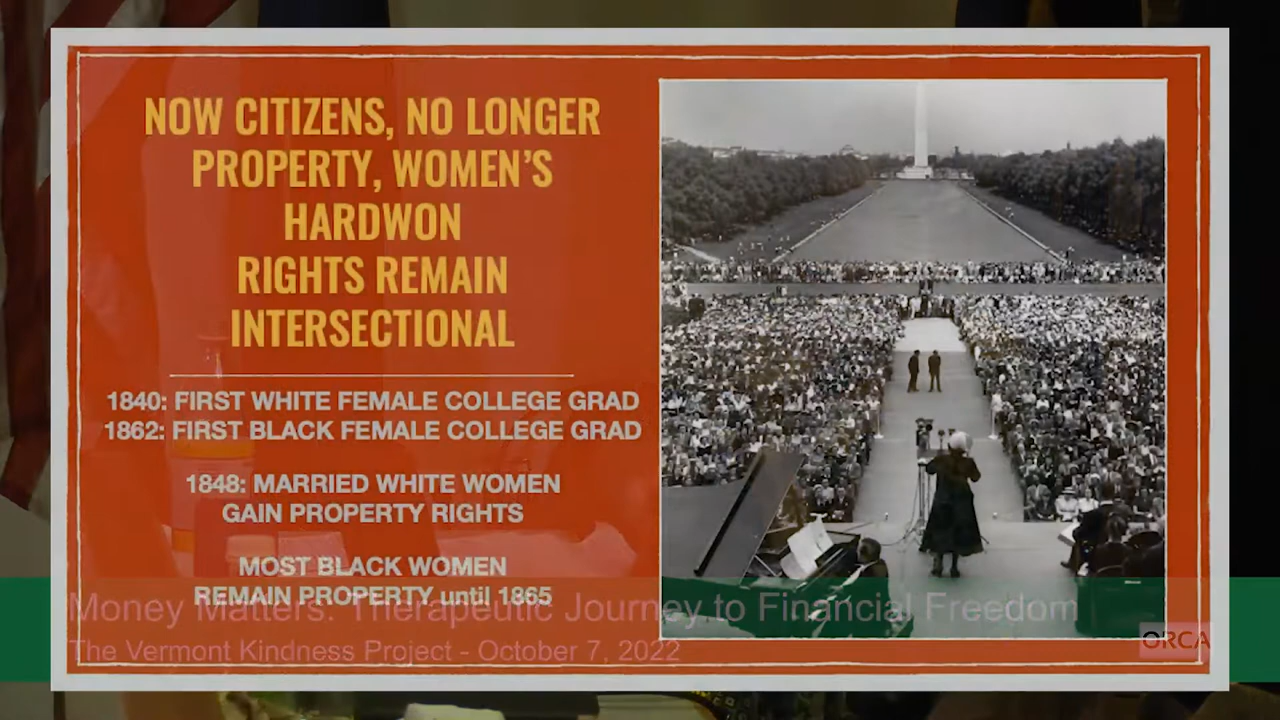 NOW CITIZENS, NO LONGER
PROPERTY, WOMEN'S
HARDWON
RIGHTS REMAIN
INTERSECTIONAL
1840: FIRST WHITE FEMALE COLLEGE GRAD
1862: FIRST BLACK FEMALE COLLEGE GRAD
1848: MARRIED WHITE WOMEN
GAIN PROPERTY RIGHTS
MOST BLACK WOMEN
REMAIN PROPERTY until 1865
Money Matters: Therapeutic Journey to Financial Freedom
The Vermont Kindness Project - October 7, 2022
ORCA